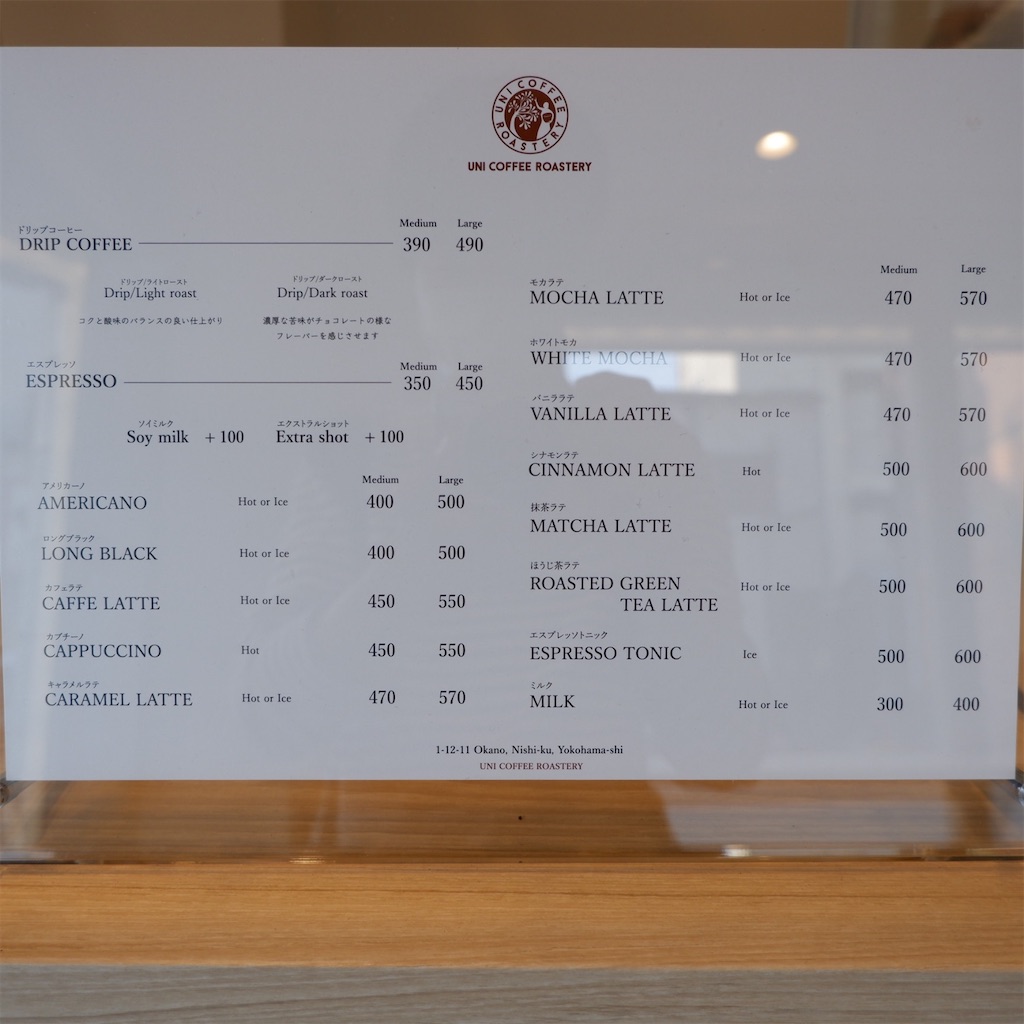 UNI COFFEE ROASTERY
UNI COFFEE ROASTERY
Medium Large
ドリップコーヒー
DRIP COFFEE 390 490
ドリップ/ライトロースト ドリップ/ダークロースト
Drip/Light roast Drip/Dark roast
コクと酸味のバランスの良い仕上がり 濃厚な苦味がチョコレートの様な
フレーバーを感じさせます
エスプレッソ Medium Large
ESPRESSO 350 450
ソイミルク エクストラルショット
Soy milk +100 Extra shot +100
Medium Large
アメリカーノ
AMERICANO Hot or Ice 400 500
ロングブラック
LONG BLACK Hot or Ice 400 500
カフェラテ
CAFFE LATTE Hot or Ice 450 550
カプチーノ
CAPPUCCINO Hot 450 550
キャラメルラテ
CARAMEL LATTE Hot or Ice 470 570
Medium Large
モカラテ
MOCHA LATTE Hot or Ice 470 570
ホワイトモカ
WHITE MOCHA Hot or Ice 470 570
バニララテ
VANILLA LATTE Hot or Ice 470 570
シナモンラテ
CINNAMON LATTE Hot 500 600
抹茶ラテ
MATCHA LATTE Hot or Ice 500 600
ほうじ茶ラテ
ROASTED GREEN Hot or Ice 500 600
TEA LATTE
エスプレッソトニック
ESPRESSO TONIC Ice 500 600
ミルク
MILK Hot or Ice 300 400
1-12-11 Okano, Nishi-ku, Yokohama-shi
UNI COFFEE ROASTERY